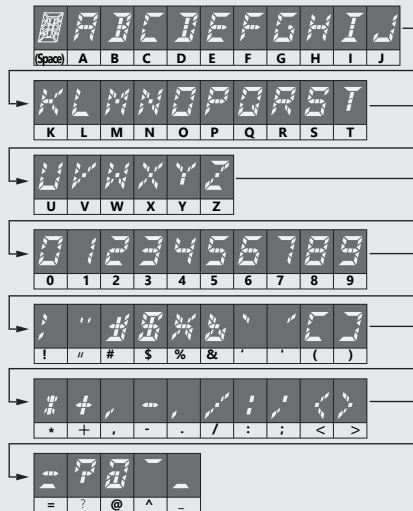 (Space) A B C D E F G H I J
K L M N O P Q R S T
U V W X Y Z
0 1 2 3 4 5 6 7 8 9
! " # $ % & ‘ ' ( )
* + , - . / : ; < >
= ? @ ^ _